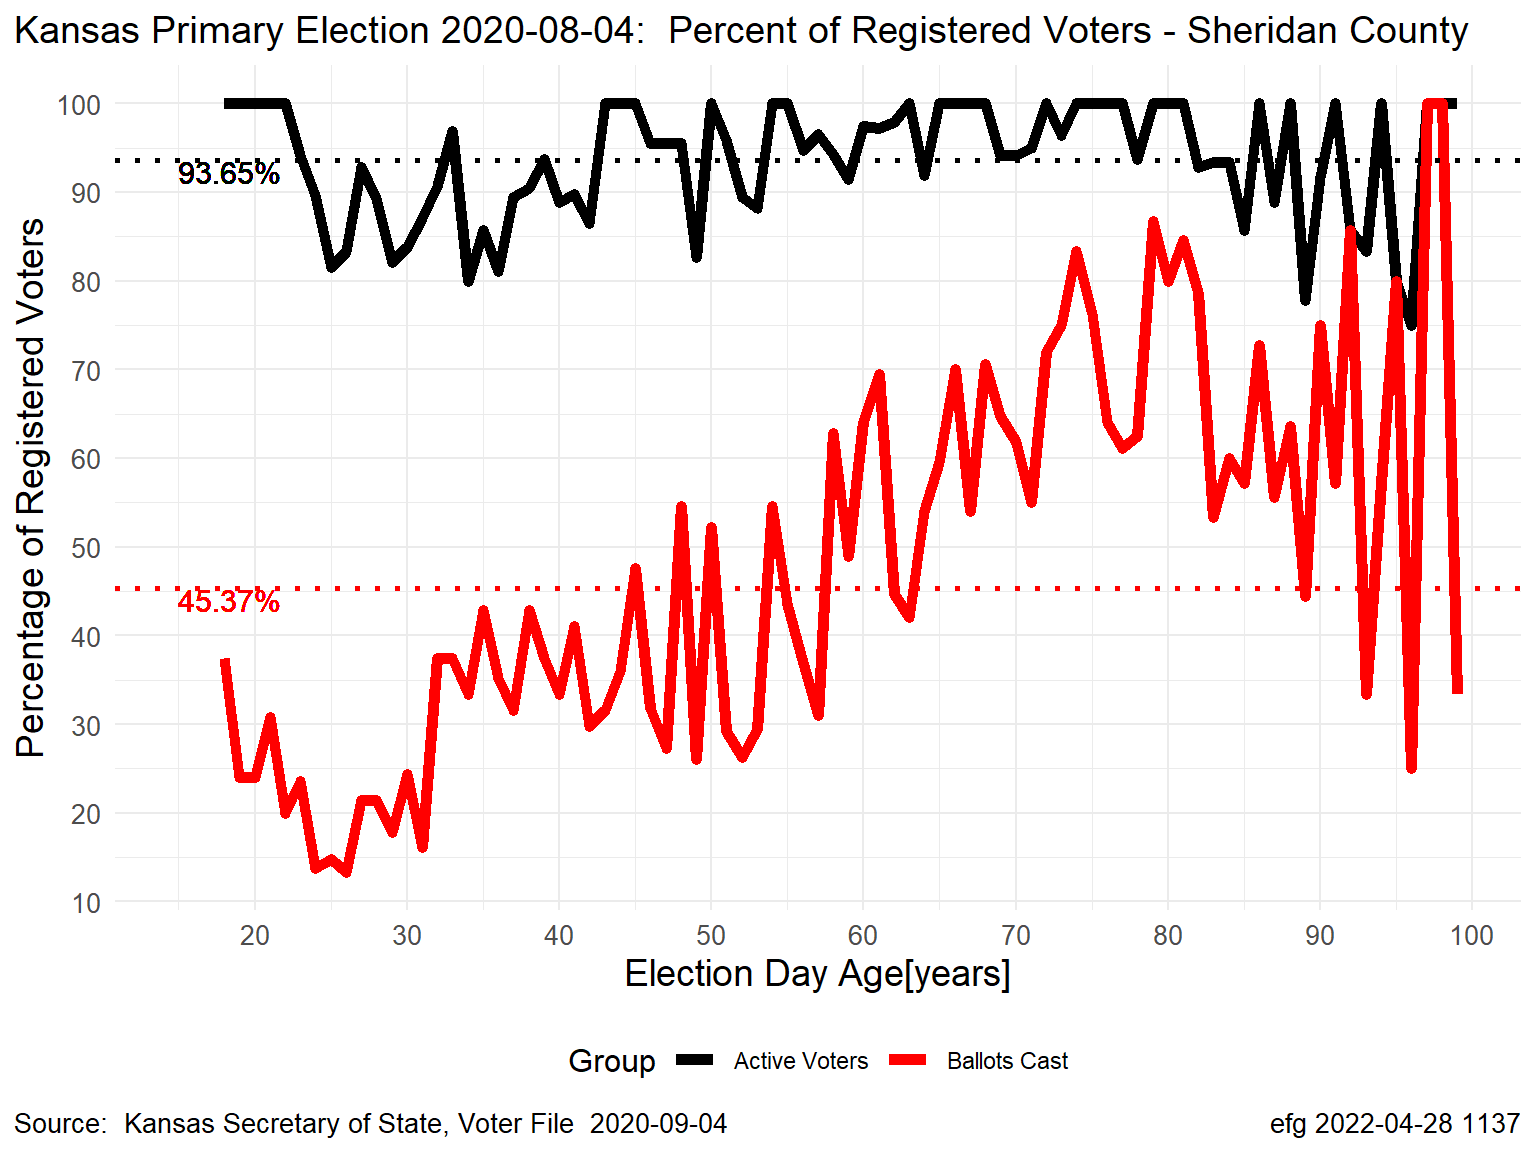 Kansas Primary Election 2020-08-04:  Percent of Registered Voters - Sheridan County
Percentage of Registered Voters
100
90
80
70
60
50
40
30
20
10
93.65%
45.37%
20 30 40 50 60 70 80 90 100
Election Day Age[years]
Group Active Voters Ballots Cast
Source:  Kansas Secretary of State, Voter File  2020-09-04
efg 2022-04-28 1137